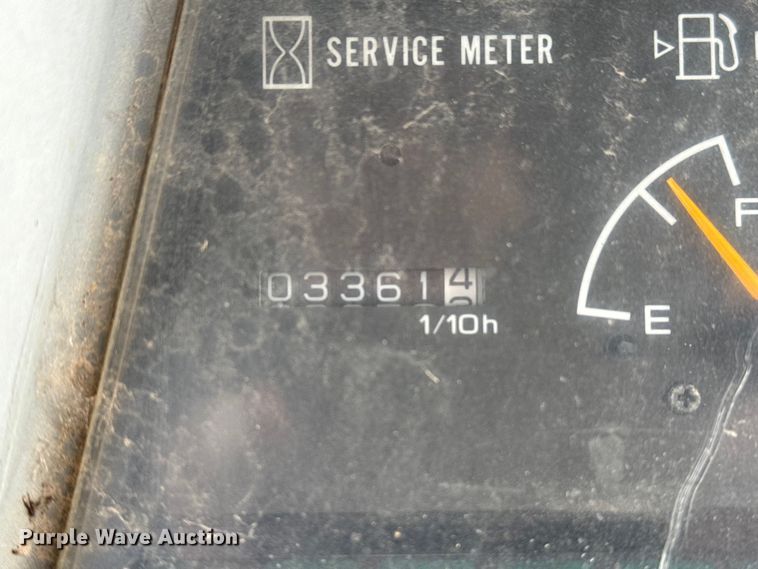 SERVICE METER
033614
1/10h
F
E
Purple Wave Auction